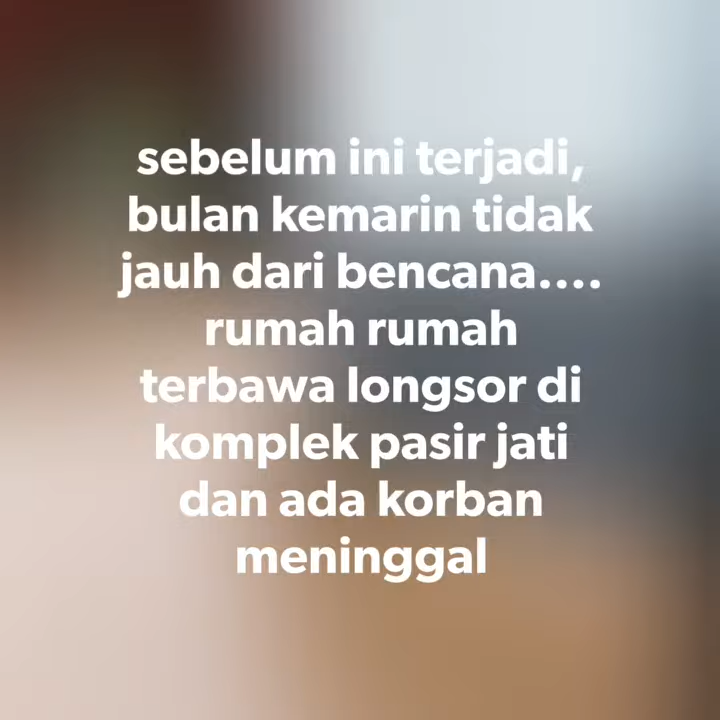 sebelum ini terjadi,
bulan kemarin tidak
jauh dari bencana....
rumah rumah
terbawa longsor di
komplek pasir jati
dan ada korban
meninggal